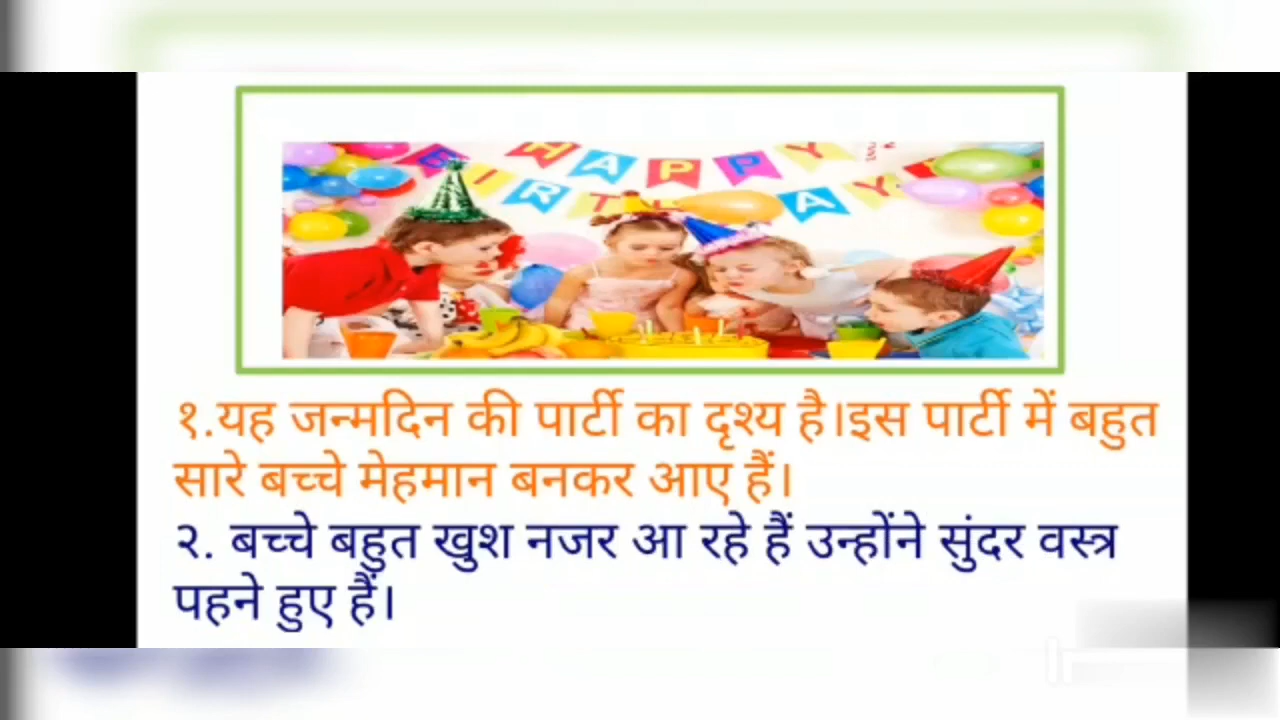 HAPPY
BIRTHDAY
१.यह जन्मदिन की पार्टी का दृश्य है।इस पार्टी में बहुत
सारे बच्चे मेहमान बनकर आए हैं।
२. बच्चे बहुत खुश नजर आ रहे हैं उन्होंने सुंदर वस्त्र
पहने हुए हैं।